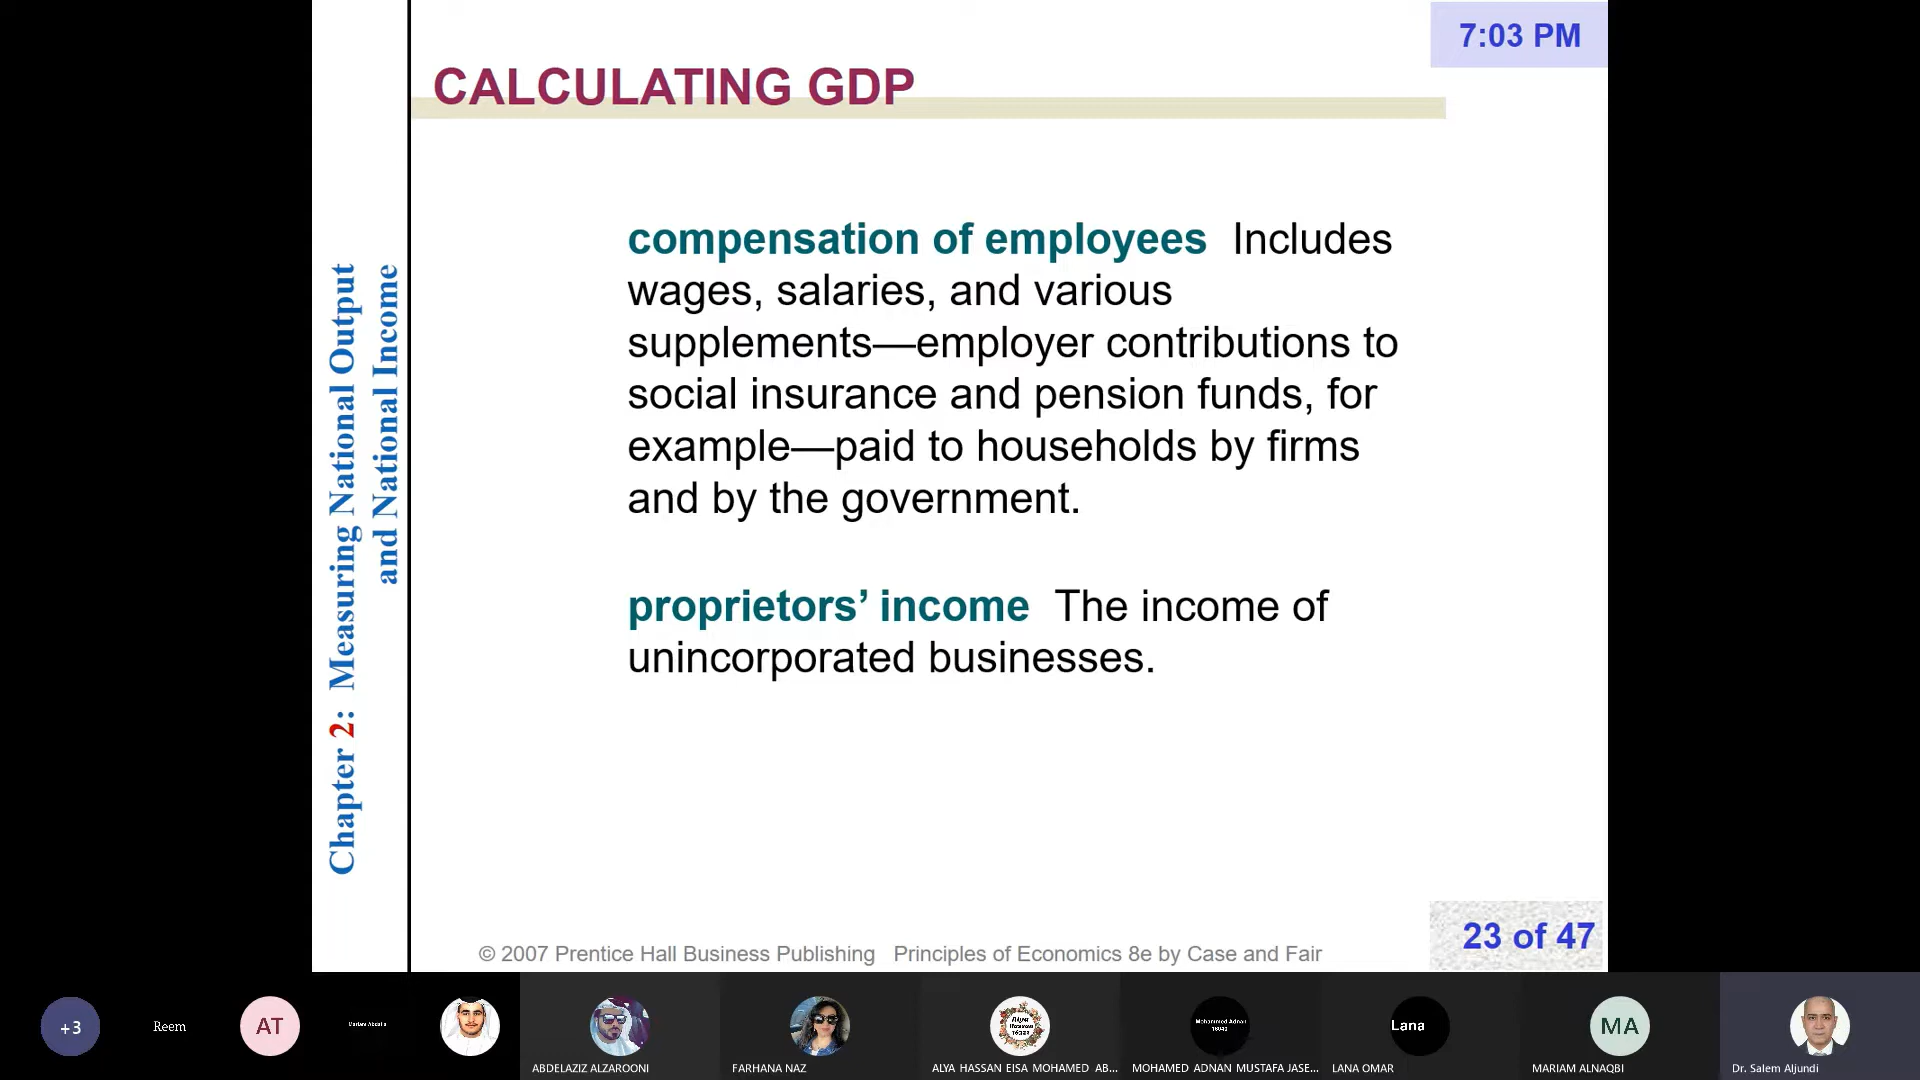 7:03 PM
CALCULATING GDP
Chapter 2: Measuring National Output
and National Income
compensation of employees Includes
wages, salaries, and various
supplements—employer contributions to
social insurance and pension funds, for
example—paid to households by firms
and by the government.
proprietors’ income The income of
unincorporated businesses.
© 2007 Prentice Hall Business Publishing Principles of Economics 8e by Case and Fair
23 of 47
+3
Reem
AT
Mohammed Adnan
Lana
MA
ABDELAZIZ ALZAROONI
FARHANA NAZ
ALYA HASSAN EISA MOHAMED AB...
MOHAMED ADNAN MUSTAFA JASE...
LANA OMAR
MARIAM ALNAQBI
Dr. Salem Aljundi